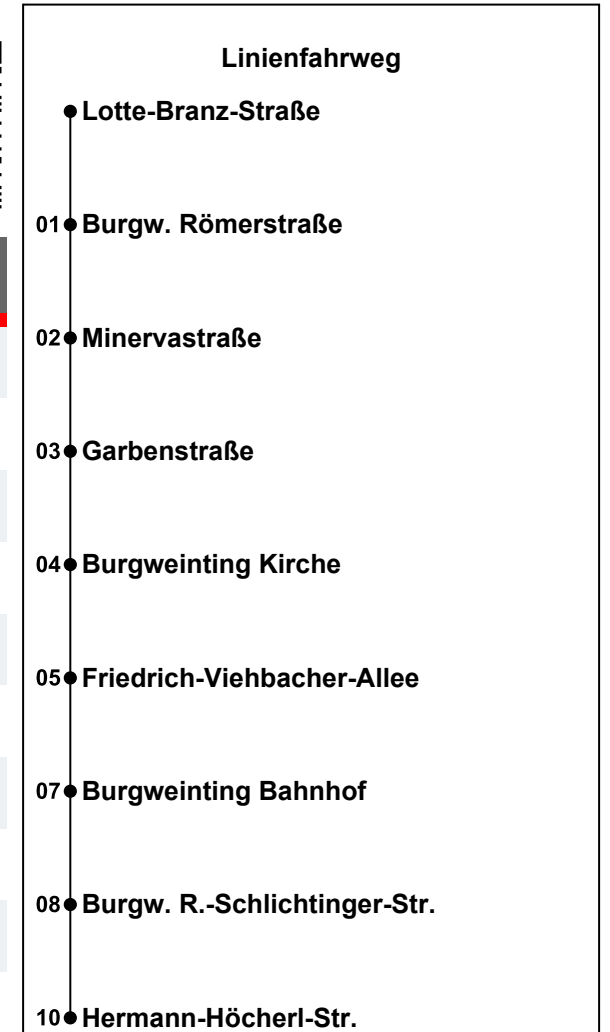 Linienfahrweg
Lotte-Branz-Straße
01 Burgw. Römerstraße
02 Minervastraße
03 Garbenstraße
04 Burgweinting Kirche
05 Friedrich-Viehbacher-Allee
07 Burgweinting Bahnhof
08 Burgw. R.-Schlichtinger-Str.
10 Hermann-Höcherl-Str.